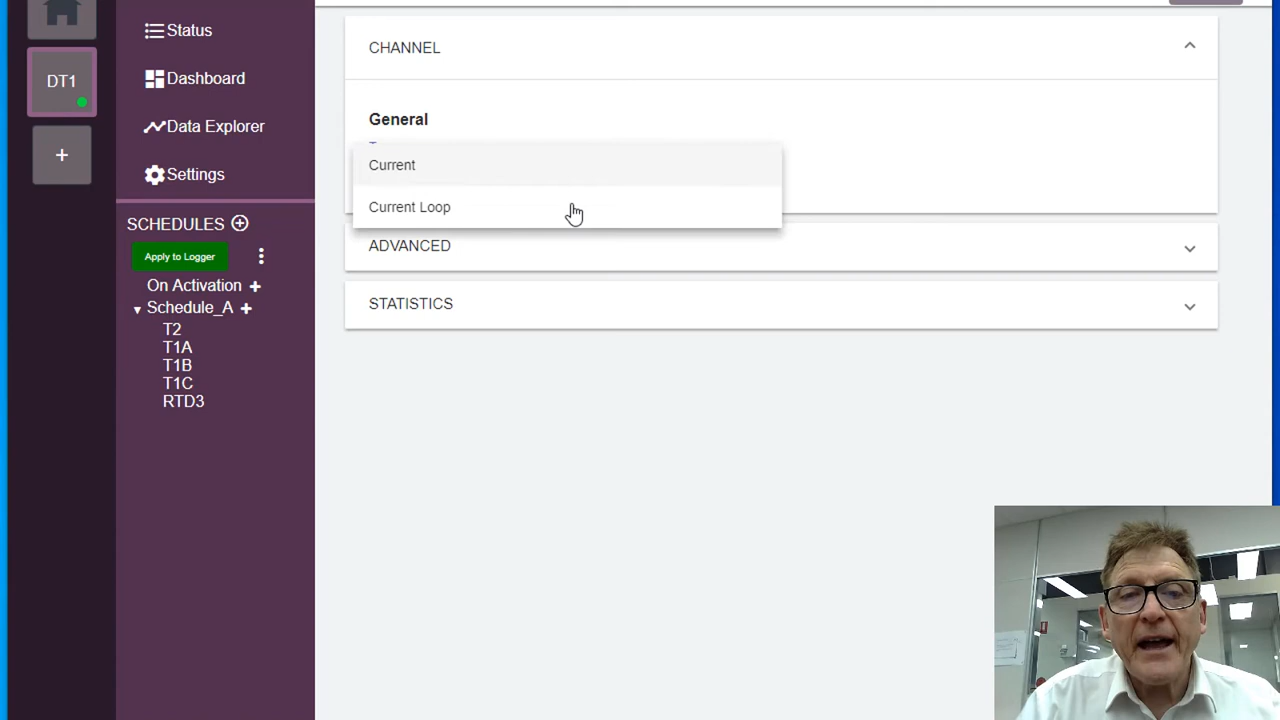 DT1
+
Status
Dashboard
Data Explorer
Settings
SCHEDULES
Apply to Logger
On Activation +
Schedule_A +
T2
T1A
T1B
T1C
RTD3
CHANNEL
General
Current
Current Loop
ADVANCED
STATISTICS